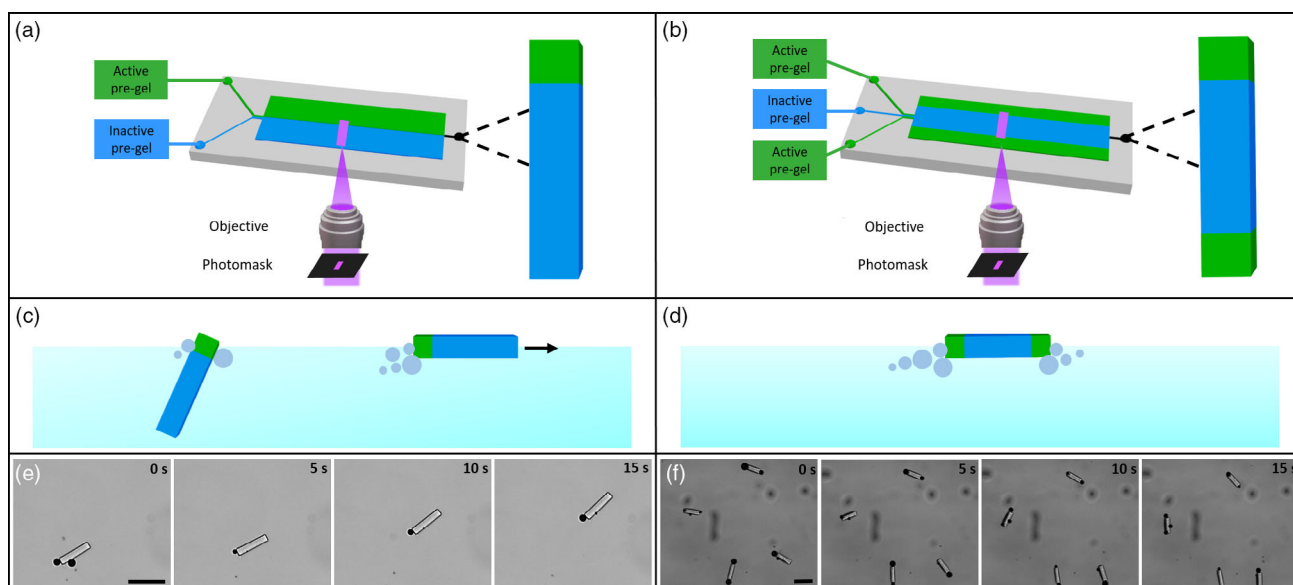 (a)
Active
pre-gel
Inactive
pre-gel
Objective
Photomask
(b)
Active
pre-gel
Inactive
pre-gel
Active
pre-gel
Objective
Photomask
(c)
(d)
(e)
0 s
5 s
10 s
15 s
(f)
0 s
5 s
10 s
15 s